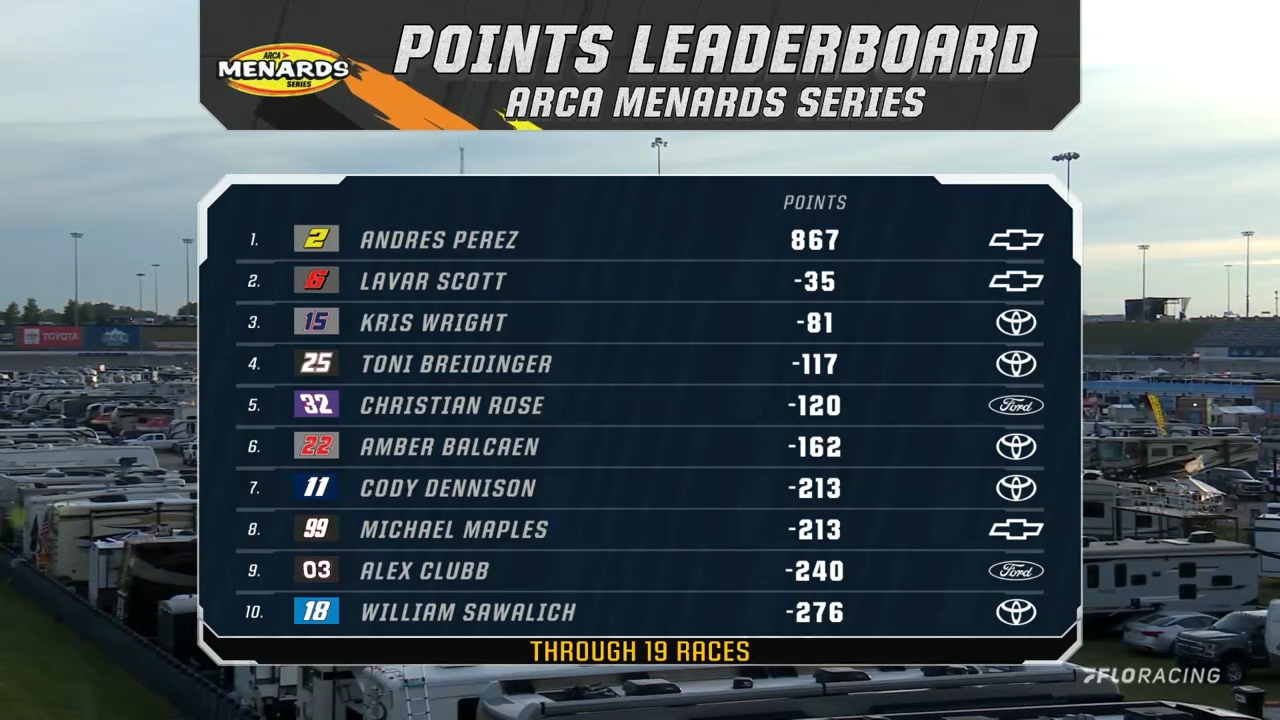 ARCA
MENARDS
SERIES
POINTS LEADERBOARD
ARCA MENARDS SERIES
POINTS
1. 2 ANDRES PEREZ 867
2. 6 LAVAR SCOTT -35
3. 15 KRIS WRIGHT -81
4. 25 TONI BREIDINGER -117
5. 32 CHRISTIAN ROSE -120 Ford
6. 22 AMBER BALCAEN -162
7. 11 CODY DENNISON -213
8. 99 MICHAEL MAPLES -213
9. 03 ALEX CLUBB -240 Ford
10. 18 WILLIAM SAWALICH -276
THROUGH 19 RACES
TOYOTA
FLORACING